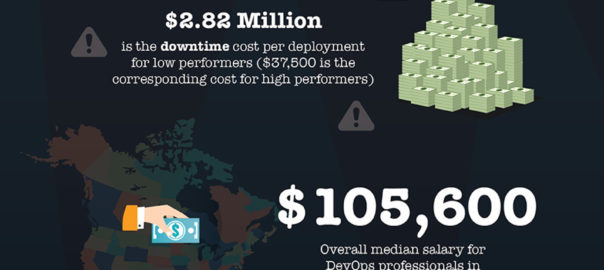 $2.82 Million
is the downtime cost per deployment
for low performers ($37,500 is the
corresponding cost for high performers)
$105,600
Overall median salary for
DevOps professionals in